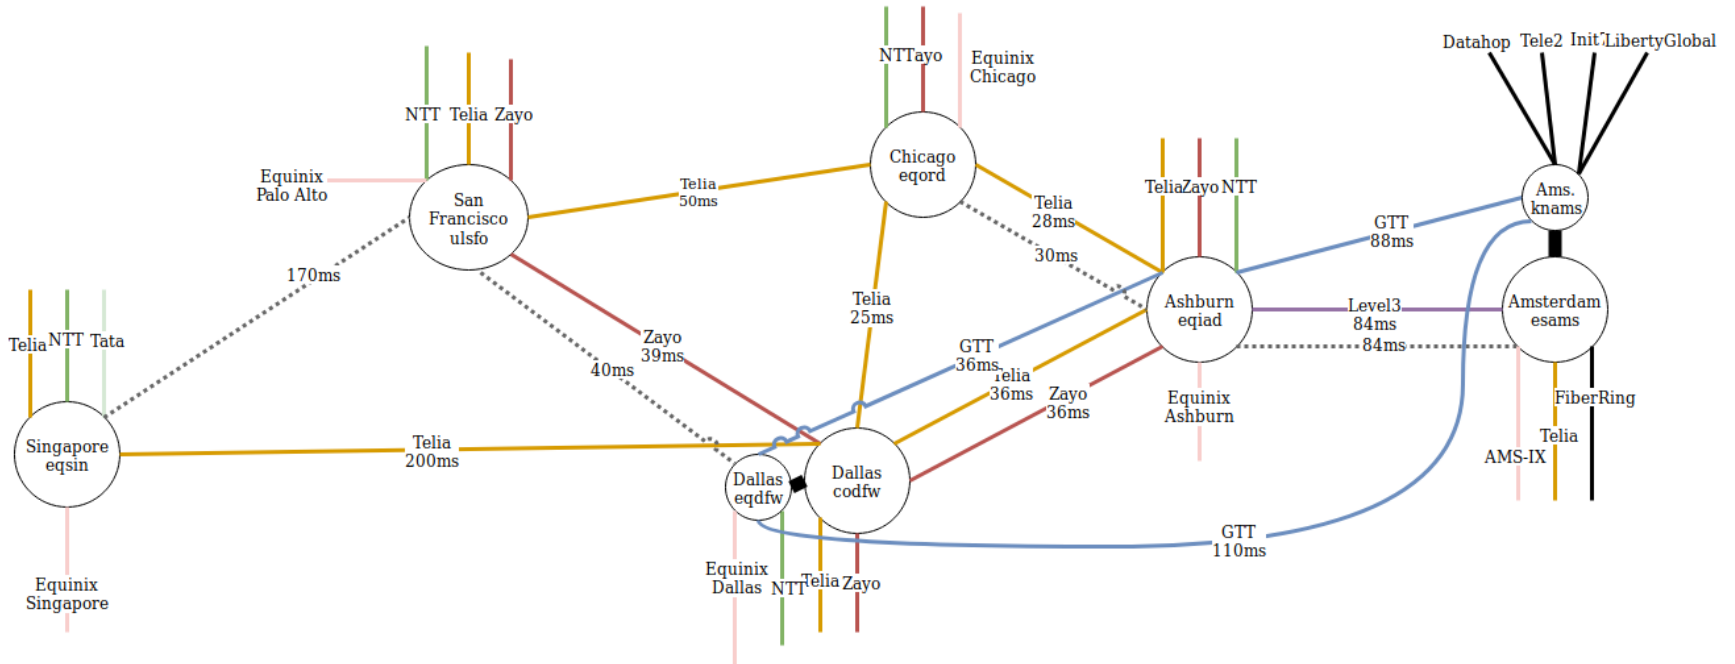 Datahop
Tele2
Init7
LibertyGlobal
NTT
Zayo
Equinix
Chicago
NTT
Telia
Zayo
Chicago
eqord
Equinix
Palo Alto
San
Francisco
ulsfo
Telia
50ms
Telia
28ms
Telia
Zayo
NTT
Ams.
knams
GTT
88ms
30ms
170ms
Telia
25ms
Ashburn
eqiad
Level3
84ms
84ms
Amsterdam
esams
Telia
NTT
Tata
Zayo
39ms
40ms
GTT
36ms
Telia
36ms
Zayo
36ms
Equinix
Ashburn
FiberRing
Telia
AMS-IX
Singapore
eqsin
Telia
200ms
Dallas
eqdfw
Dallas
codfw
GTT
110ms
Equinix
Singapore
Equinix
Dallas
NTT
Telia
Zayo